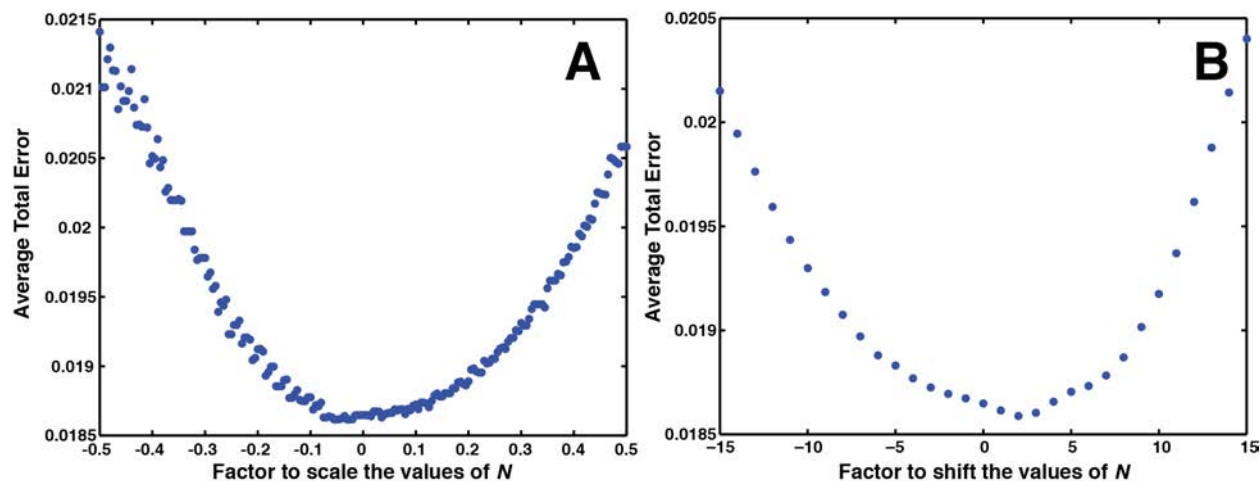 A
Average Total Error
0.0215
0.021
0.0205
0.02
0.0195
0.019
0.0185
-0.5 -0.4 -0.3 -0.2 -0.1 0 0.1 0.2 0.3 0.4 0.5
Factor to scale the values of N
B
Average Total Error
0.0205
0.02
0.0195
0.019
0.0185
−15 −10 −5 0 5 10 15
Factor to shift the values of N